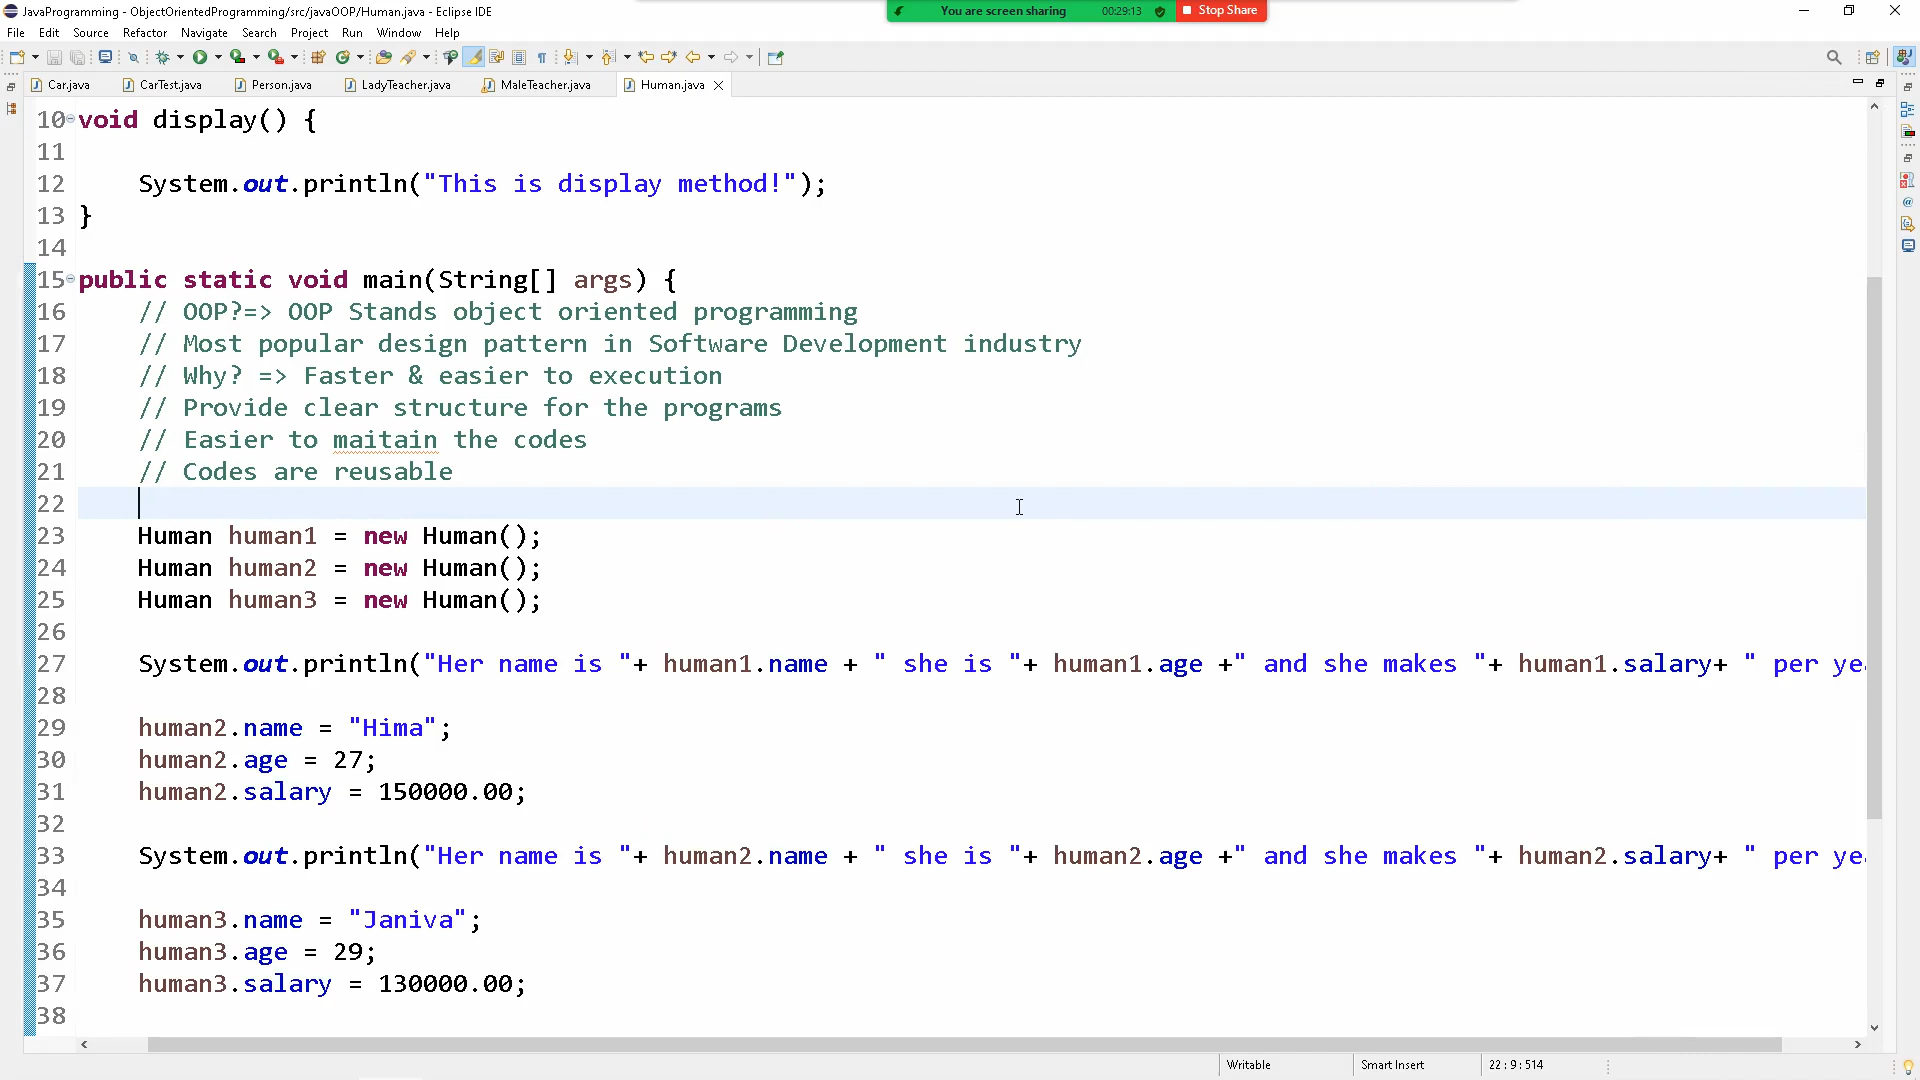 JavaProgramming - ObjectOrientedProgramming/src/javaOOP/Human.java - Eclipse IDE
You are screen sharing 00:29:13 Stop Share
File Edit Source Refactor Navigate Search Project Run Window Help
Car.java CarTest.java Person.java LadyTeacher.java MaleTeacher.java Human.java
10 void display() {
11
12 System.out.println("This is display method!");
13 }
14
15 public static void main(String[] args) {
16 // OOP?=> OOP Stands object oriented programming
17 // Most popular design pattern in Software Development industry
18 // Why? => Faster & easier to execution
19 // Provide clear structure for the programs
20 // Easier to maitain the codes
21 // Codes are reusable
22
23 Human human1 = new Human();
24 Human human2 = new Human();
25 Human human3 = new Human();
26
27 System.out.println("Her name is "+ human1.name + " she is "+ human1.age +" and she makes "+ human1.salary+ " per ye
28
29 human2.name = "Hima";
30 human2.age = 27;
31 human2.salary = 150000.00;
32
33 System.out.println("Her name is "+ human2.name + " she is "+ human2.age +" and she makes "+ human2.salary+ " per ye
34
35 human3.name = "Janiva";
36 human3.age = 29;
37 human3.salary = 130000.00;
38
Writable Smart Insert 22 : 9 : 514